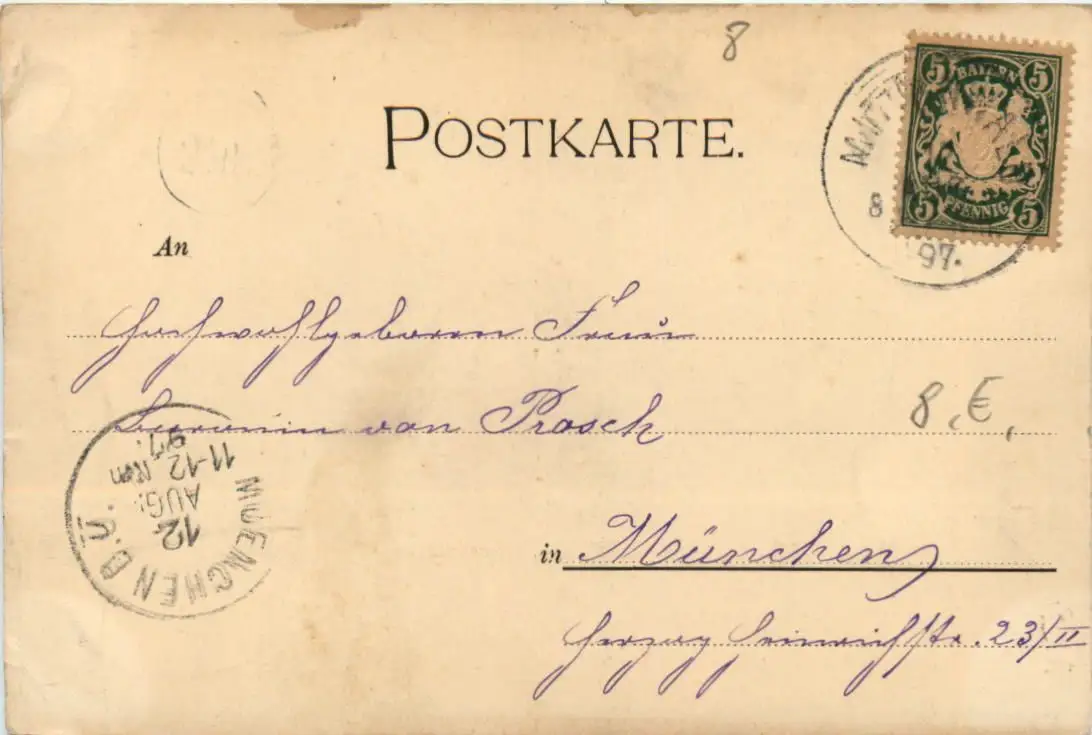 8
POSTKARTE.
5 BAYERN 5
5 PFENNIG 5
8
97.
An
Hochwohlgeboren Frau
Baronin von Prosch
8,€,
MUENCHEN B.Ü.
12
AUG.
11-12 Nm
97.
in München
Herzog Heinrichstr. 23/II